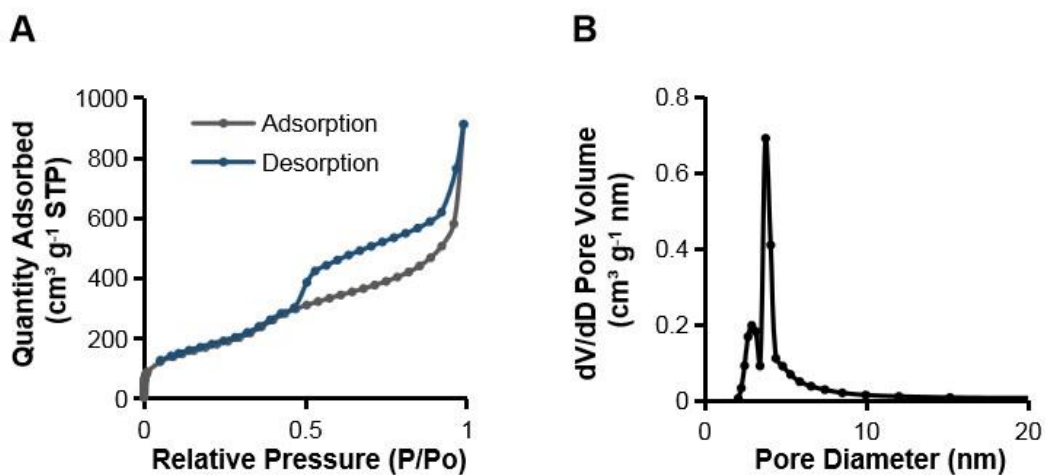 A
Quantity Adsorbed
(cm³ g⁻¹ STP)
1000
800
600
400
200
0
Adsorption
Desorption
0
0.5
1
Relative Pressure (P/Po)
B
dV/dD Pore Volume
(cm³ g⁻¹ nm)
0.8
0.6
0.4
0.2
0
0
10
20
Pore Diameter (nm)